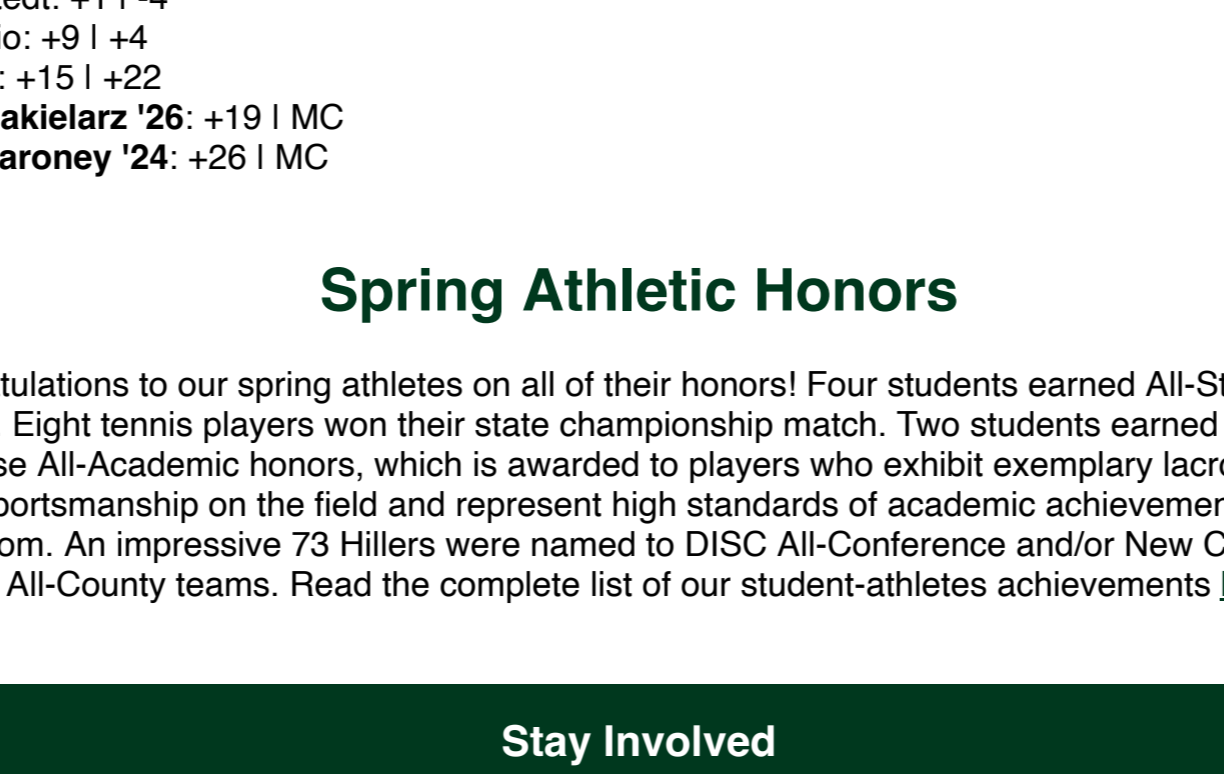 io: +9 | +4
: +15 | +22
akielarz '26: +19 | MC
aroney '24: +26 | MC
Spring Athletic Honors
tulations to our spring athletes on all of their honors! Four students earned All-St
. Eight tennis players won their state championship match. Two students earned
se All-Academic honors, which is awarded to players who exhibit exemplary lacro
portsmanship on the field and represent high standards of academic achievemen
om. An impressive 73 Hillers were named to DISC All-Conference and/or New C
All-County teams. Read the complete list of our student-athletes achievements
Stay Involved